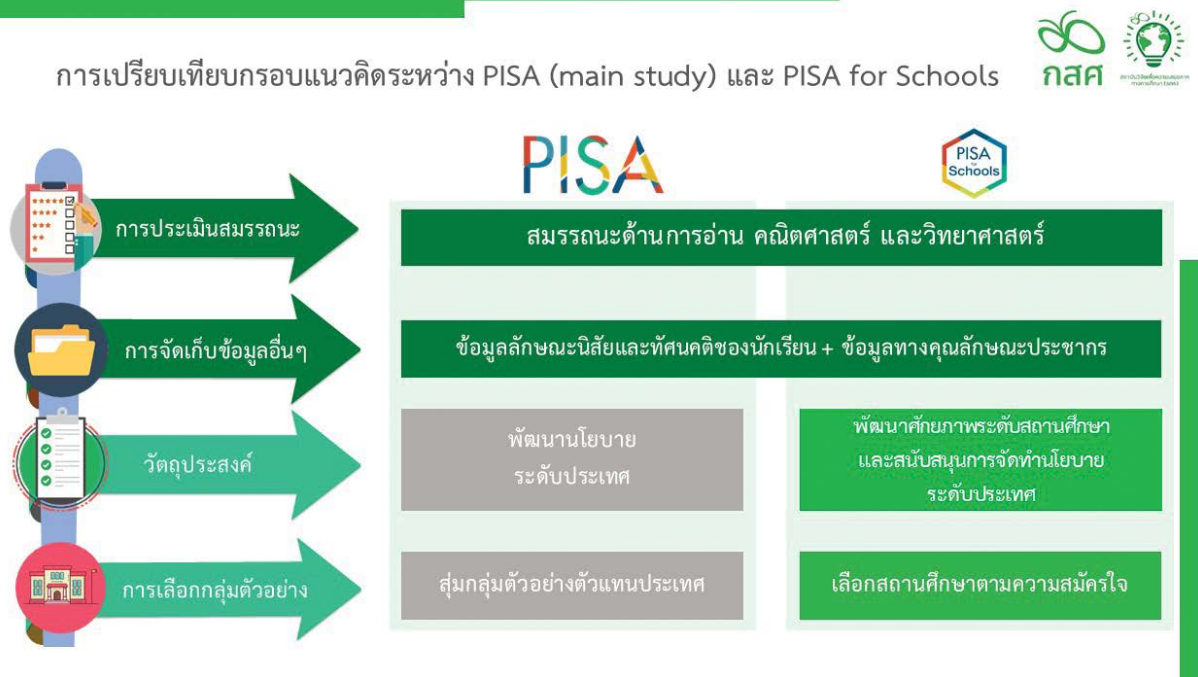 การเปรียบเทียบกรอบแนวคิดระหว่าง PISA (main study) และ PISA for Schools
กสศ
PISA
PISA
for
Schools
การประเมินสมรรถนะ
สมรรถนะด้านการอ่าน คณิตศาสตร์ และวิทยาศาสตร์
การจัดเก็บข้อมูลอื่นๆ
ข้อมูลลักษณะนิสัยและทัศนคติชองนักเรียน + ข้อมูลทางคุณลักษณะประชากร
วัตถุประสงค์
พัฒนานโยบาย
ระดับประเทศ
พัฒนาศักยภาพระดับสถานศึกษา
และสนับสนุนการจัดทำนโยบาย
ระดับประเทศ
การเลือกกลุ่มตัวอย่าง
สุ่มกลุ่มตัวอย่างตัวแทนประเทศ
เลือกสถานศึกษาตามความสมัครใจ